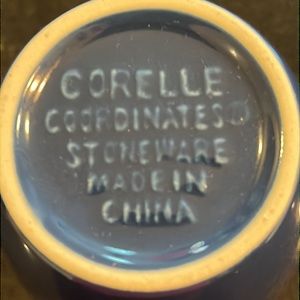 CORELLE
COORDINATES®
STONEWARE
MADE IN
CHINA